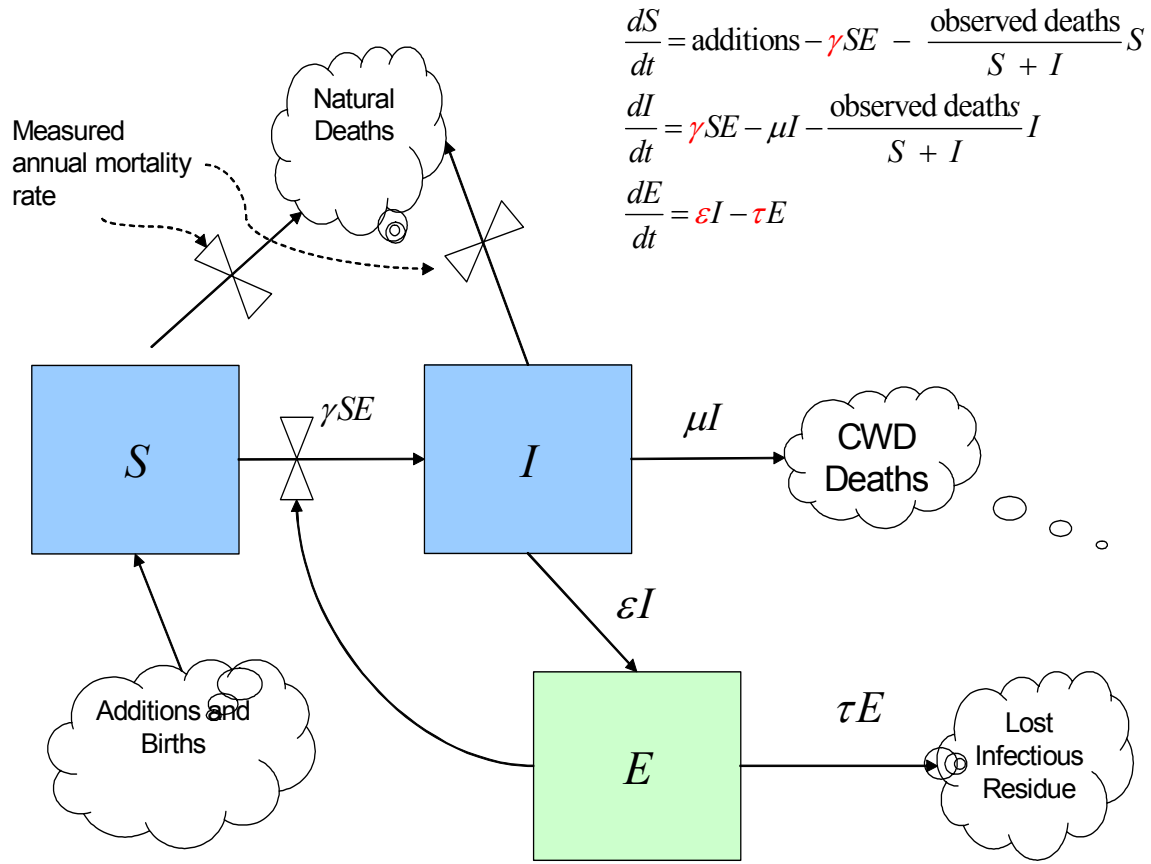 dS/dt = additions − γSE − observed deaths/S + I S
dI/dt = γSE − μI − observed deaths/S + I I
dE/dt = εI − τE
Natural
Deaths
Measured
annual mortality
rate
S
γSE
I
μI
CWD
Deaths
εI
Additions and
Births
E
τE
Lost
Infectious
Residue